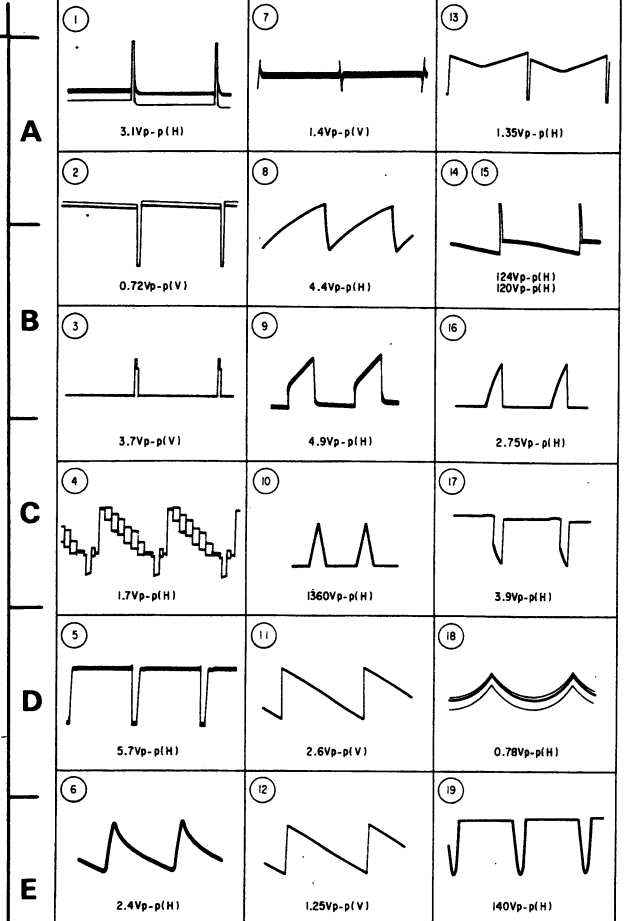 1
7
13
3.1Vp-p(H)
1.4Vp-p(V)
1.35Vp-p(H)
A
2
8
14 15
0.72Vp-p(V)
4.4Vp-p(H)
124Vp-p(H)
120Vp-p(H)
B
3
9
16
3.7Vp-p(V)
4.9Vp-p(H)
2.75Vp-p(H)
4
10
17
C
1.7Vp-p(H)
1360Vp-p(H)
3.9Vp-p(H)
5
11
18
D
5.7Vp-p(H)
2.6Vp-p(V)
0.78Vp-p(H)
6
12
19
E
2.4Vp-p(H)
1.25Vp-p(V)
140Vp-p(H)